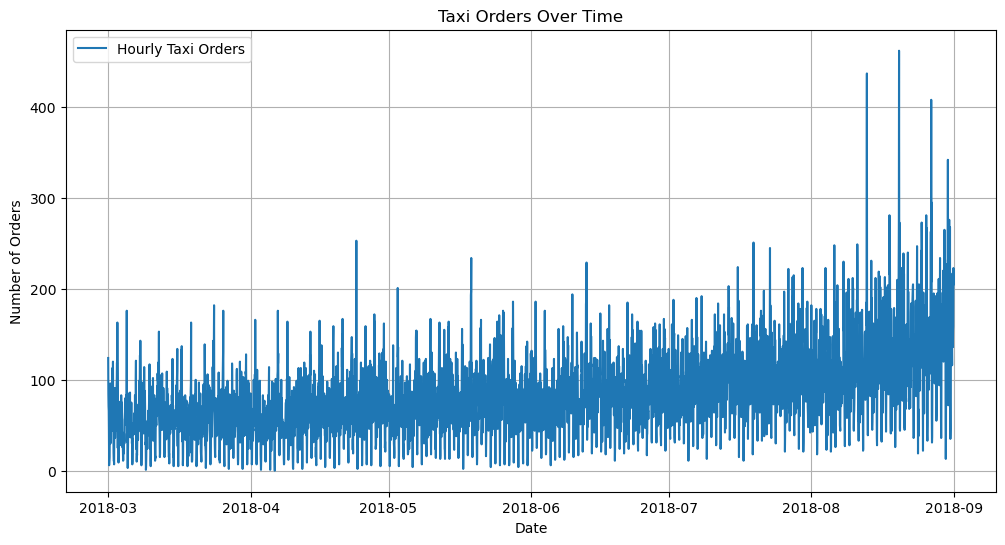 Taxi Orders Over Time
Hourly Taxi Orders
Number of Orders
400
300
200
100
0
2018-03 2018-04 2018-05 2018-06 2018-07 2018-08 2018-09
Date